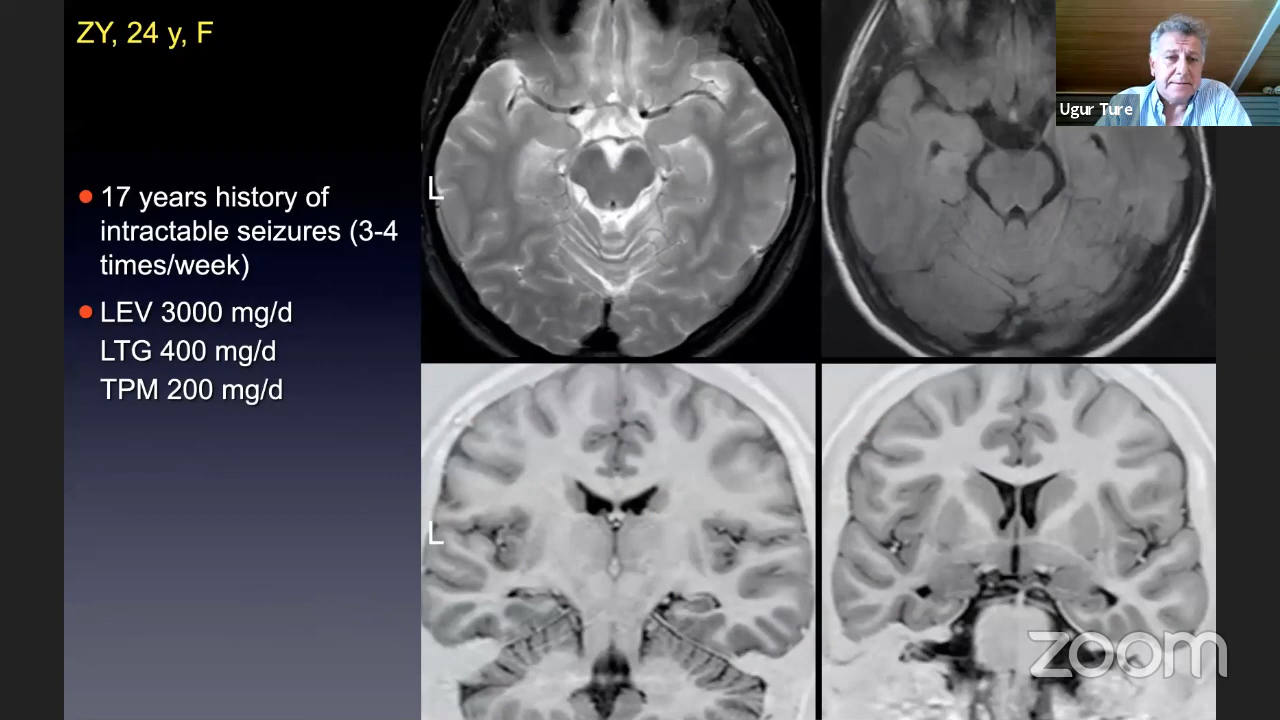 ZY, 24 y, F
17 years history of
intractable seizures (3-4
times/week)
LEV 3000 mg/d
LTG 400 mg/d
TPM 200 mg/d
L
L
Ugur Ture
zoom